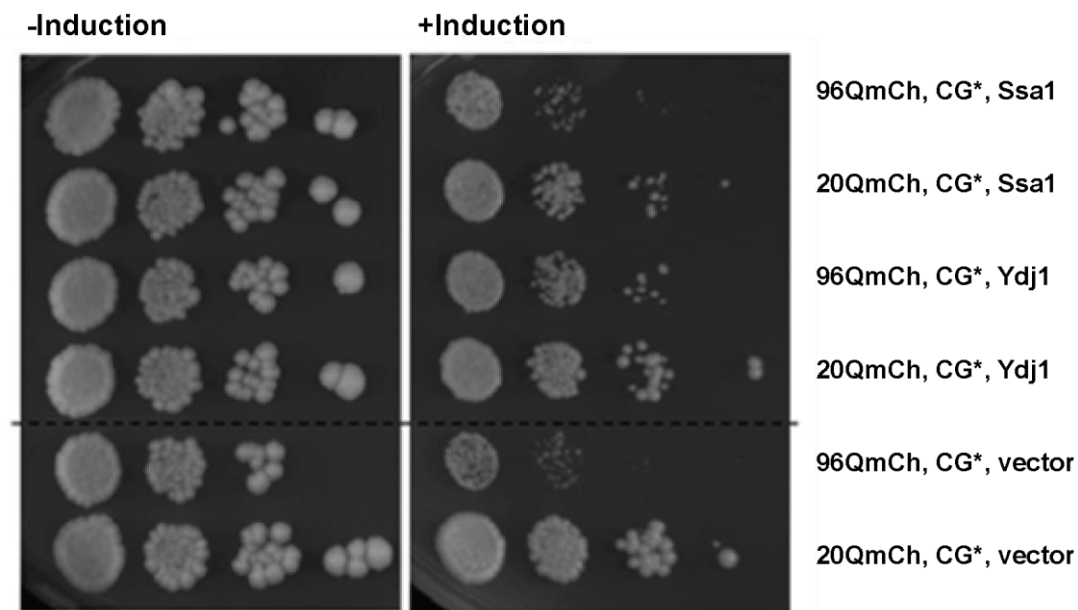 -Induction
+Induction
96QmCh, CG*, Ssa1
20QmCh, CG*, Ssa1
96QmCh, CG*, Ydj1
20QmCh, CG*, Ydj1
96QmCh, CG*, vector
20QmCh, CG*, vector